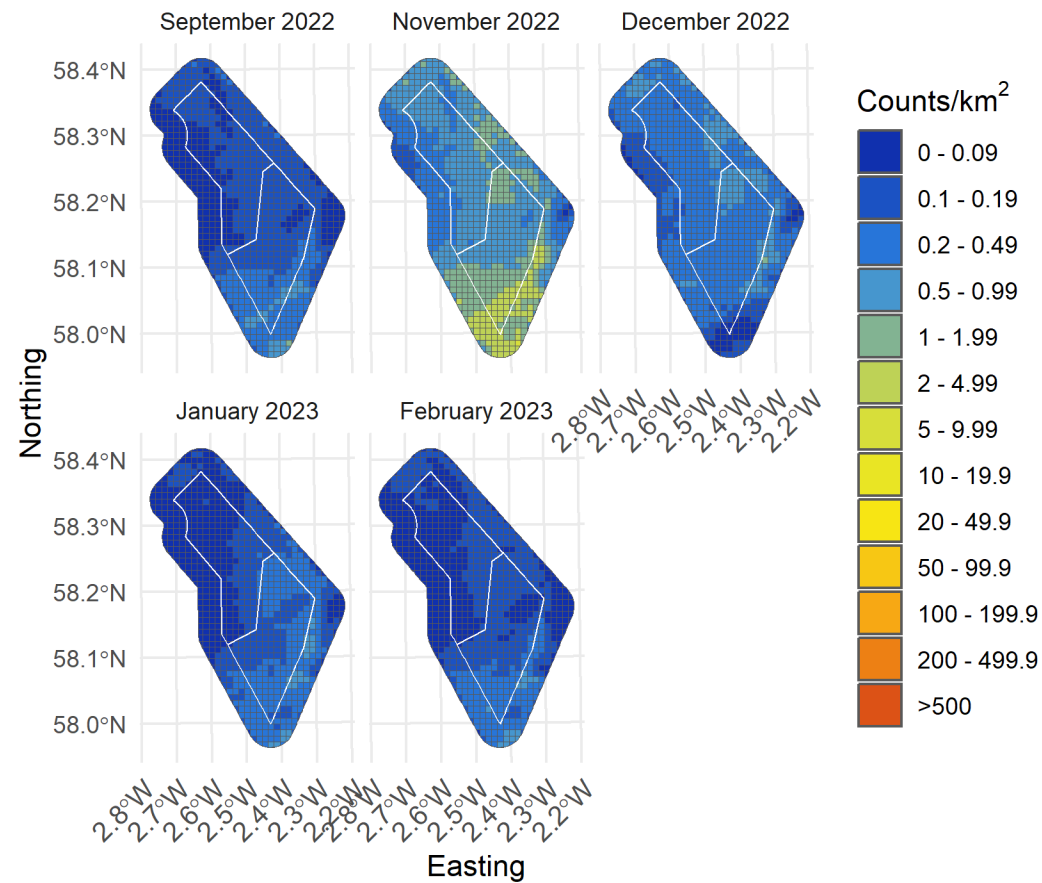 September 2022
November 2022
December 2022
58.4°N
58.3°N
58.2°N
58.1°N
58.0°N
2.8°W
2.7°W
2.6°W
2.5°W
2.4°W
2.3°W
2.2°W
January 2023
February 2023
58.4°N
58.3°N
58.2°N
58.1°N
58.0°N
2.8°W
2.7°W
2.6°W
2.5°W
2.4°W
2.3°W
2.2°W
2.8°W
2.7°W
2.6°W
2.5°W
2.4°W
2.3°W
2.2°W
Northing
Easting
Counts/km²
0 - 0.09
0.1 - 0.19
0.2 - 0.49
0.5 - 0.99
1 - 1.99
2 - 4.99
5 - 9.99
10 - 19.9
20 - 49.9
50 - 99.9
100 - 199.9
200 - 499.9
>500